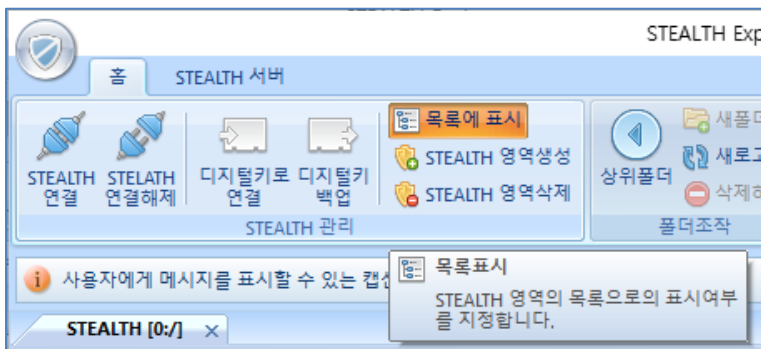 STEALTH Exp
홈
STEALTH 서버
STEALTH
연결
STELATH
연결해제
디지털키로
연결
디지털키
백업
목록에 표시
STEALTH 영역생성
STEALTH 영역삭제
STEALTH 관리
상위폴더
새폴더
새로고
삭제하
폴더조작
사용자에게 메시지를 표시할 수 있는 캡션
목록표시
STEALTH 영역의 목록으로의 표시여부
를 지정합니다.
STEALTH [0:/]